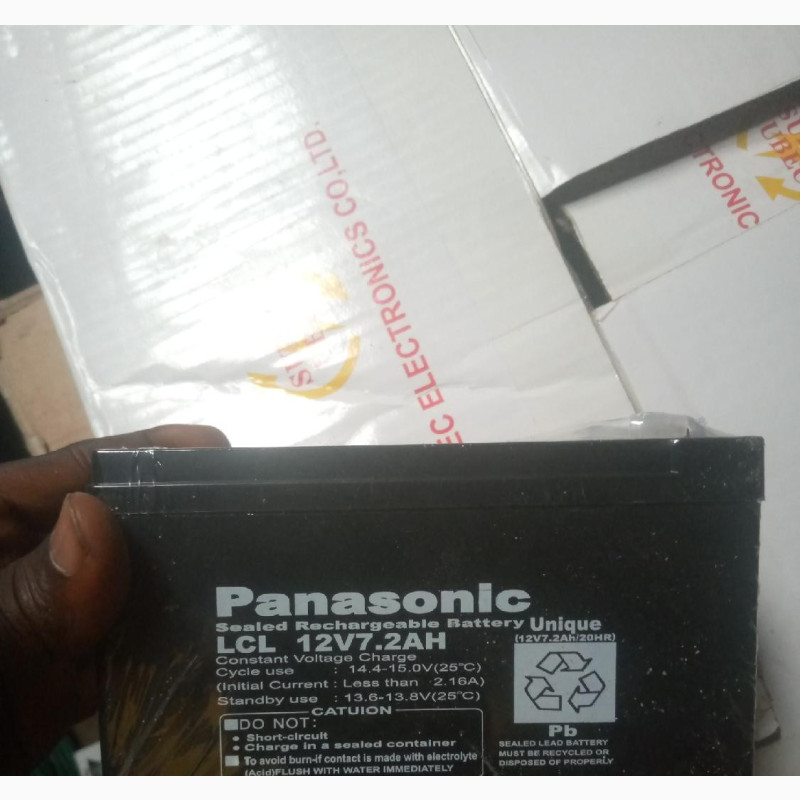 EC ELECTRONICS CO.,LTD.
CTRONIC
Panasonic
Sealed Rechargeable Battery Unique
LCL 12V7.2AH (12V7.2Ah/20HR)
Constant Voltage Charge
Cycle use : 14.4-15.0V(25°C)
(Initial Current : Less than 2.16A)
Standby use : 13.6-13.8V(25°C)
CATUION
DO NOT:
• Short-circuit
• Charge in a sealed container
To avoid burn-if contact is made with electrolyte
(Acid)FLUSH WITH WATER IMMEDIATELY
Pb
SEALED LEAD BATTERY
MUST BE RECYCLED OR
DISPOSED OF PROPERLY